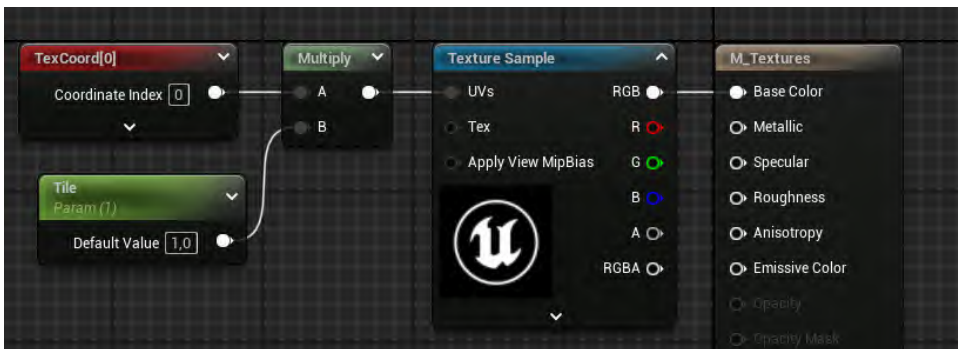 TexCoord[0]
Coordinate Index 0
Tile
Param (1)
Default Value 1,0
Multiply
A
B
Texture Sample
UVs
RGB
Tex
R
Apply View MipBias
G
B
A
RGBA
M_Textures
Base Color
Metallic
Specular
Roughness
Anisotropy
Emissive Color
Opacity
Opacity Mask